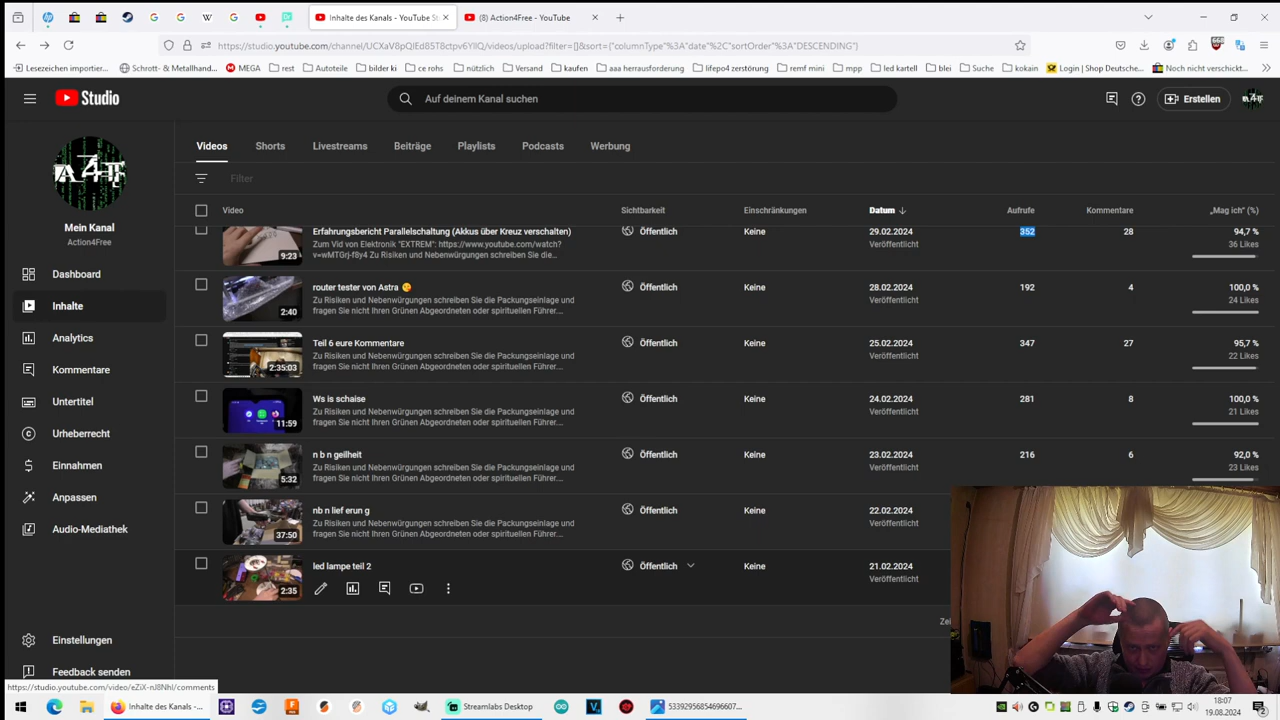 Inhalte des Kanals - YouTube St
(8) Action4Free - YouTube
https://studio.youtube.com/channel/UCXaV8pQIEd85T8ctpv6YIIQ/videos/upload?filter=[]&sort={"columnType"%3A"date"%2C"sortOrder"%3A"DESCENDING"}
Lesezeichen importier... Schrott- & Metallhand... MEGA rest Autoteile bilder ki ce rohs nützlich Versand kaufen aaa herrausforderung lifepo4 zerstörung remf mini mpp led kartell blei Suche kokain Login | Shop Deutsche... Noch nicht verschickt...
Studio
Auf deinem Kanal suchen
Erstellen
A4T
Mein Kanal
Action4Free
Dashboard
Inhalte
Analytics
Kommentare
Untertitel
Urheberrecht
Einnahmen
Anpassen
Audio-Mediathek
Einstellungen
Feedback senden
Videos Shorts Livestreams Beiträge Playlists Podcasts Werbung
Filter
Video Sichtbarkeit Einschränkungen Datum Aufrufe Kommentare „Mag ich" (%)
9:23
Erfahrungsbericht Parallelschaltung (Akkus über Kreuz verschalten) Öffentlich Keine 29.02.2024 352 28 94,7 %
Zum Vid von Elektronik "EXTREM": https://www.youtube.com/watch? Veröffentlicht 36 Likes
v=wMTGrj-f8y4 Zu Risiken und Nebenwürgungen schreiben Sie die...
2:40
router tester von Astra 😘 Öffentlich Keine 28.02.2024 192 4 100,0 %
Zu Risiken und Nebenwürgungen schreiben Sie die Packungseinlage und Veröffentlicht 24 Likes
fragen Sie nicht Ihren Grünen Abgeordneten oder spirituellen Führer...
2:35:03
Teil 6 eure Kommentare Öffentlich Keine 25.02.2024 347 27 95,7 %
Zu Risiken und Nebenwürgungen schreiben Sie die Packungseinlage und Veröffentlicht 22 Likes
fragen Sie nicht Ihren Grünen Abgeordneten oder spirituellen Führer...
11:59
Ws is schaise Öffentlich Keine 24.02.2024 281 8 100,0 %
Zu Risiken und Nebenwürgungen schreiben Sie die Packungseinlage und Veröffentlicht 21 Likes
fragen Sie nicht Ihren Grünen Abgeordneten oder spirituellen Führer...
5:32
n b n geilheit Öffentlich Keine 23.02.2024 216 6 92,0 %
Zu Risiken und Nebenwürgungen schreiben Sie die Packungseinlage und Veröffentlicht 23 Likes
fragen Sie nicht Ihren Grünen Abgeordneten oder spirituellen Führer...
37:50
nb n lief erun g Öffentlich Keine 22.02.2024
Zu Risiken und Nebenwürgungen schreiben Sie die Packungseinlage und Veröffentlicht
fragen Sie nicht Ihren Grünen Abgeordneten oder spirituellen Führer...
2:35
led lampe teil 2 Öffentlich Keine 21.02.2024
Veröffentlicht
https://studio.youtube.com/video/eZiX-nJ8NhI/comments
Inhalte des Kanals -
Streamlabs Desktop
53392956854696607...
18:07
19.08.2024